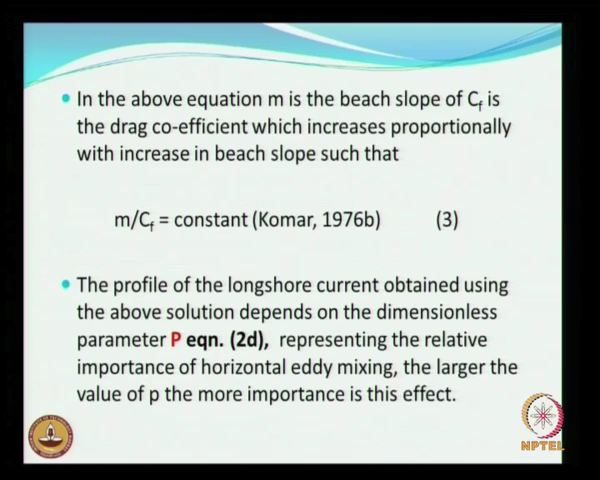 In the above equation m is the beach slope of Cf is
the drag co-efficient which increases proportionally
with increase in beach slope such that
m/Cf = constant (Komar, 1976b) (3)
The profile of the longshore current obtained using
the above solution depends on the dimensionless
parameter P eqn. (2d), representing the relative
importance of horizontal eddy mixing, the larger the
value of p the more importance is this effect.
NPTEL